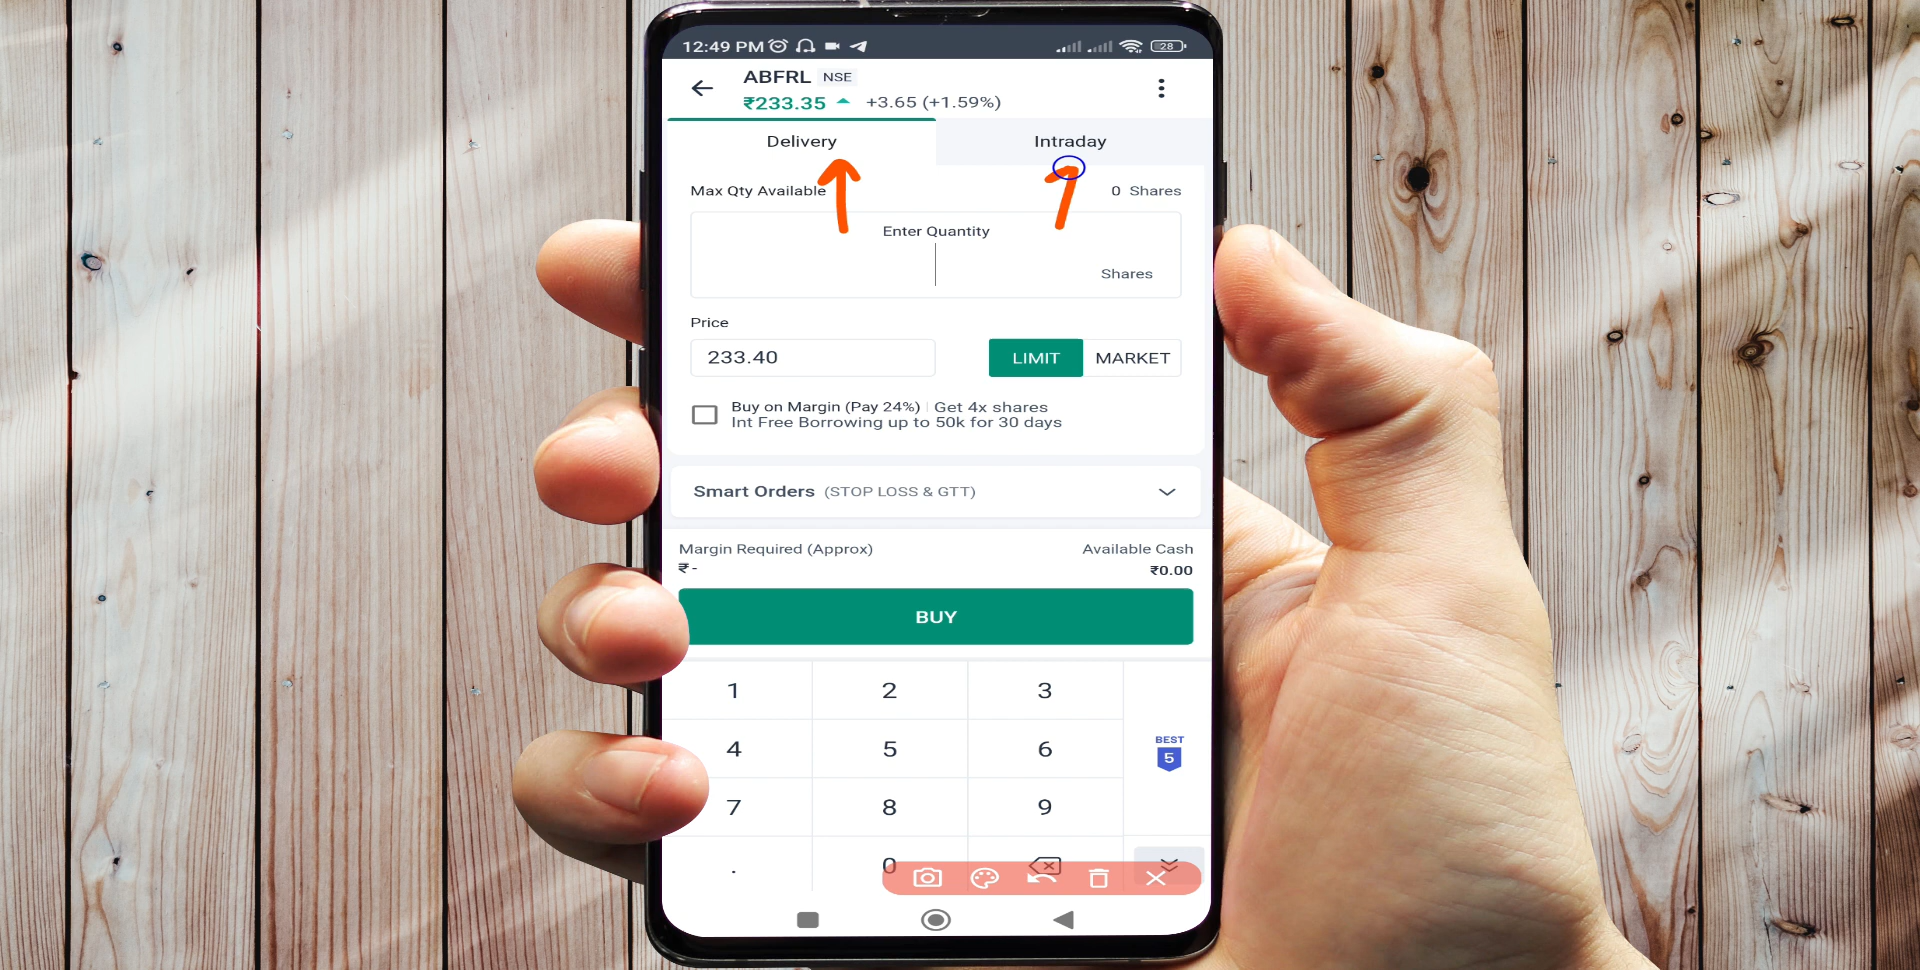 12:49 PM 28
ABFRL NSE
₹233.35 +3.65 (+1.59%)
Delivery Intraday
Max Qty Available 0 Shares
Enter Quantity
Shares
Price
233.40 LIMIT MARKET
Buy on Margin (Pay 24%) | Get 4x shares
Int Free Borrowing up to 50k for 30 days
Smart Orders (STOP LOSS & GTT)
Margin Required (Approx) Available Cash
₹ - ₹0.00
BUY
1 2 3
4 5 6
BEST
5
7 8 9
. 0